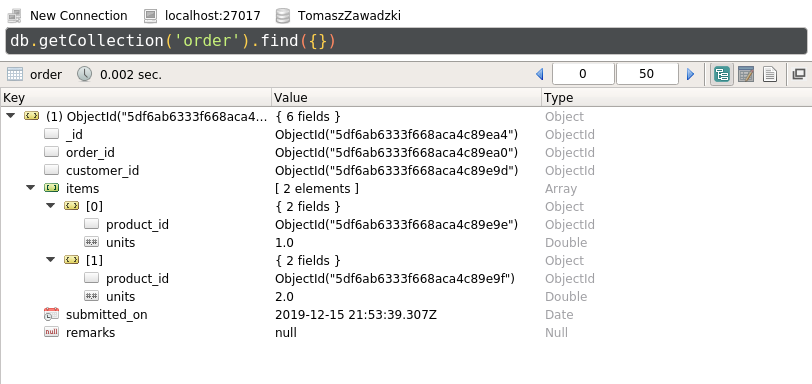 New Connection localhost:27017 TomaszZawadzki
db.getCollection('order').find({})
order 0.002 sec. 0 50
Key Value Type
(1) ObjectId("5df6ab6333f668aca4... { 6 fields } Object
_id ObjectId("5df6ab6333f668aca4c89ea4") ObjectId
order_id ObjectId("5df6ab6333f668aca4c89ea0") ObjectId
customer_id ObjectId("5df6ab6333f668aca4c89e9d") ObjectId
items [ 2 elements ] Array
[0] { 2 fields } Object
product_id ObjectId("5df6ab6333f668aca4c89e9e") ObjectId
units 1.0 Double
[1] { 2 fields } Object
product_id ObjectId("5df6ab6333f668aca4c89e9f") ObjectId
units 2.0 Double
submitted_on 2019-12-15 21:53:39.307Z Date
remarks null Null